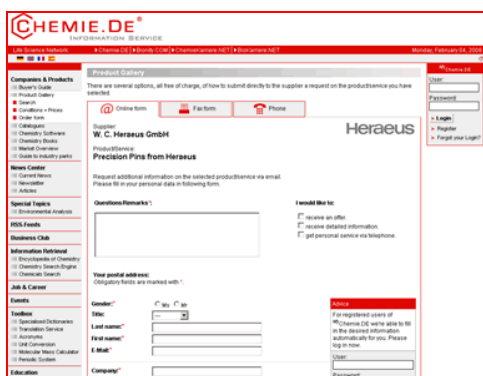 CHEMIE.DE®
INFORMATION SERVICE
Life Science Network
Chemie.DE Bionity.COM ChemieKarriere.NET BioKarriere.NET
Monday, February 04, 2008
Companies & Products
Buyer's Guide
Product Gallery
Search
Conditions + Prices
Order form
Catalogues
Chemistry Software
Chemistry Books
Market Overview
Guide to industry parks
News Center
Current News
Newsletter
Articles
Special Topics
Environmental Analysis
RSS-Feeds
Business Club
Information Retrieval
Encyclopedia of Chemistry
Chemistry Search Engine
Chemicals Search
Job & Career
Events
Toolbox
Specialised Dictionaries
Translation Service
Acronyms
Unit Conversion
Molecular Mass Calculator
Periodic System
Education
Product Gallery
There are several options, all free of charge, of how to submit directly to the supplier a request on the product/service you have
selected.
@ Online form
Fax form
Phone
Supplier:
W. C. Heraeus GmbH
Heraeus
Product/Service:
Precision Pins from Heraeus
Request additional information on the selected product/service via email.
Please fill in your personal data in following form.
Questions/Remarks*:
I would like to:
receive an offer.
receive detailed information.
get personal service via telephone.
Your postal address:
Obligatory fields are marked with *.
Gender:* Ms Mr
Title: ---
Last name:*
First name:*
E-Mail:*
Company:*
Advice
For registered users of
Chemie.DE we're able to fill
in the desired information
automatically for you. Please
log in now.
User:
Password:
Chemie.DE
User:
Password:
Login
Register
Forgot your Login?